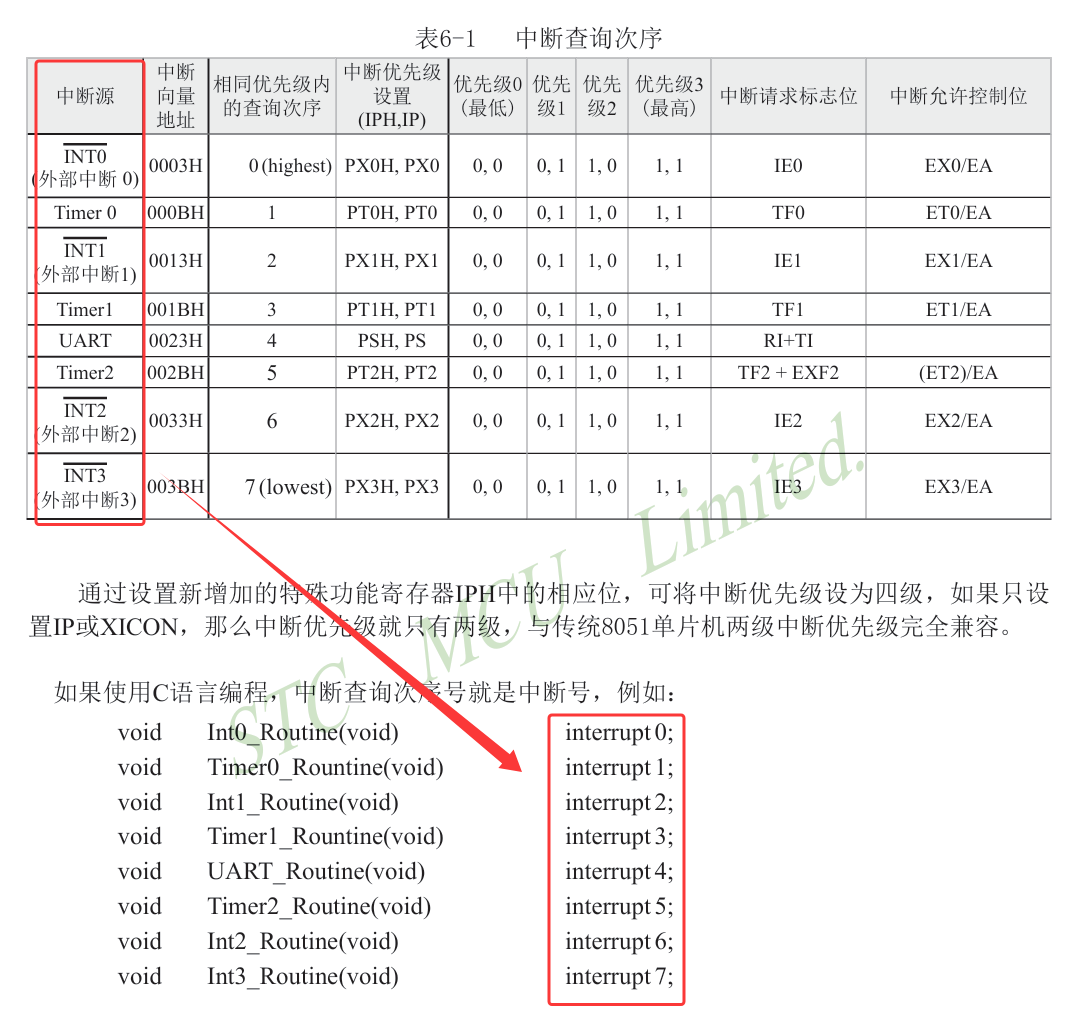 表6-1 中断查询次序
中断源 中断向量地址 相同优先级内的查询次序 中断优先级设置(IPH,IP) 优先级0(最低) 优先级1 优先级2 优先级3(最高) 中断请求标志位 中断允许控制位
INT0 (外部中断 0) 0003H 0 (highest) PX0H, PX0 0, 0 0, 1 1, 0 1, 1 IE0 EX0/EA
Timer 0 000BH 1 PT0H, PT0 0, 0 0, 1 1, 0 1, 1 TF0 ET0/EA
INT1 (外部中断1) 0013H 2 PX1H, PX1 0, 0 0, 1 1, 0 1, 1 IE1 EX1/EA
Timer1 001BH 3 PT1H, PT1 0, 0 0, 1 1, 0 1, 1 TF1 ET1/EA
UART 0023H 4 PSH, PS 0, 0 0, 1 1, 0 1, 1 RI+TI
Timer2 002BH 5 PT2H, PT2 0, 0 0, 1 1, 0 1, 1 TF2 + EXF2 (ET2)/EA
INT2 (外部中断2) 0033H 6 PX2H, PX2 0, 0 0, 1 1, 0 1, 1 IE2 EX2/EA
INT3 (外部中断3) 003BH 7 (lowest) PX3H, PX3 0, 0 0, 1 1, 0 1, 1 IE3 EX3/EA
通过设置新增加的特殊功能寄存器IPH中的相应位，可将中断优先级设为四级，如果只设
置IP或XICON，那么中断优先级就只有两级，与传统8051单片机两级中断优先级完全兼容。
如果使用C语言编程，中断查询次序号就是中断号，例如：
void Int0_Routine(void) interrupt 0;
void Timer0_Rountine(void) interrupt 1;
void Int1_Routine(void) interrupt 2;
void Timer1_Rountine(void) interrupt 3;
void UART_Routine(void) interrupt 4;
void Timer2_Routine(void) interrupt 5;
void Int2_Routine(void) interrupt 6;
void Int3_Routine(void) interrupt 7;
STC MCU Limited.